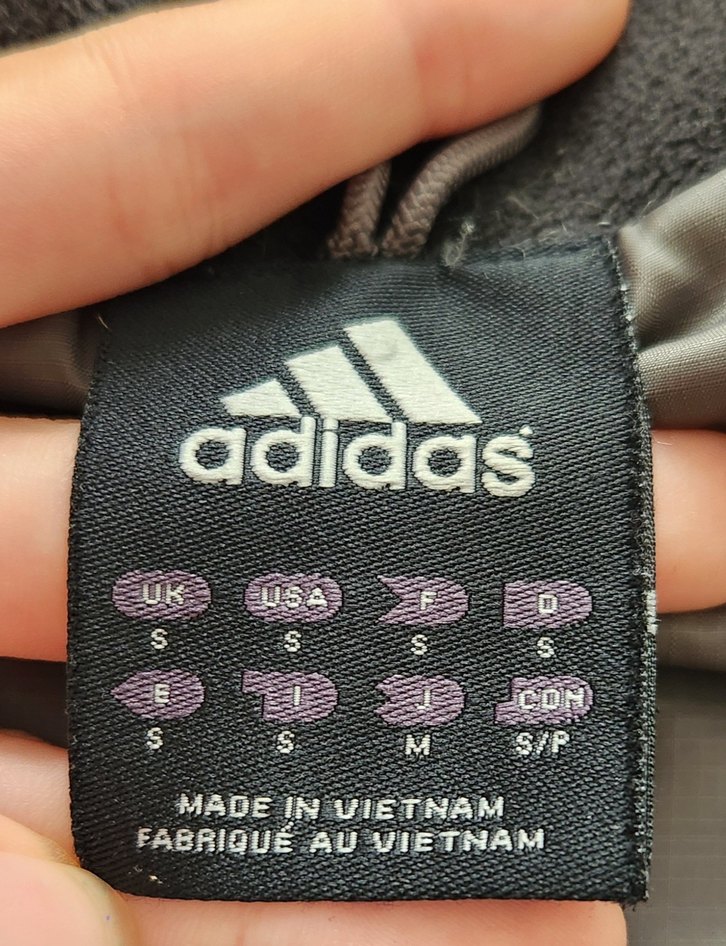 adidas
UK USA F D
S S S S
E I J CDN
S S M S/P
MADE IN VIETNAM
FABRIQUÉ AU VIETNAM